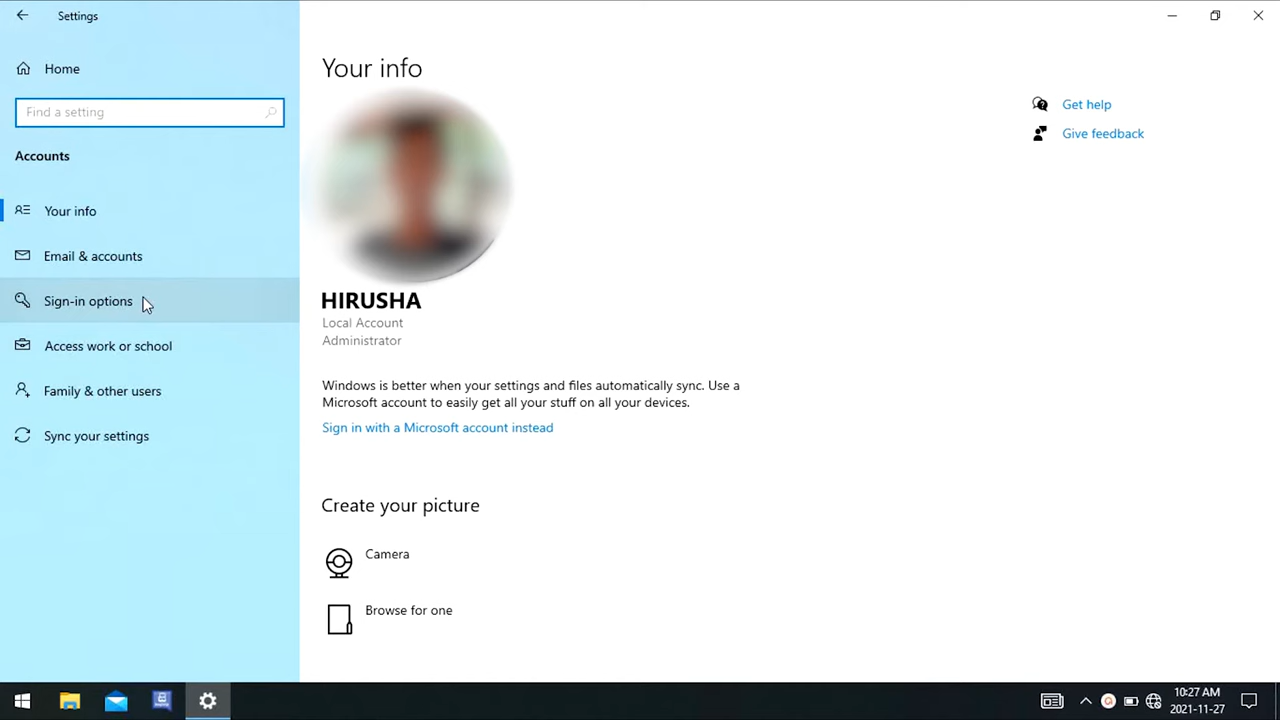 Settings
Home
Find a setting
Accounts
Your info
Email & accounts
Sign-in options
Access work or school
Family & other users
Sync your settings
Your info
HIRUSHA
Local Account
Administrator
Windows is better when your settings and files automatically sync. Use a
Microsoft account to easily get all your stuff on all your devices.
Sign in with a Microsoft account instead
Create your picture
Camera
Browse for one
Get help
Give feedback
10:27 AM
2021-11-27